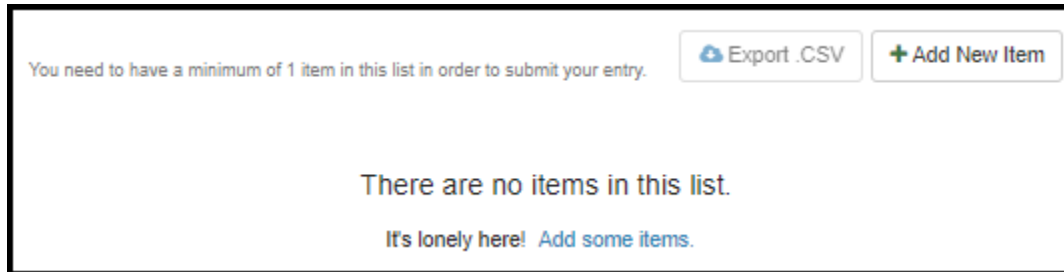 You need to have a minimum of 1 item in this list in order to submit your entry.
Export .CSV
Add New Item
There are no items in this list.
It's lonely here! Add some items.